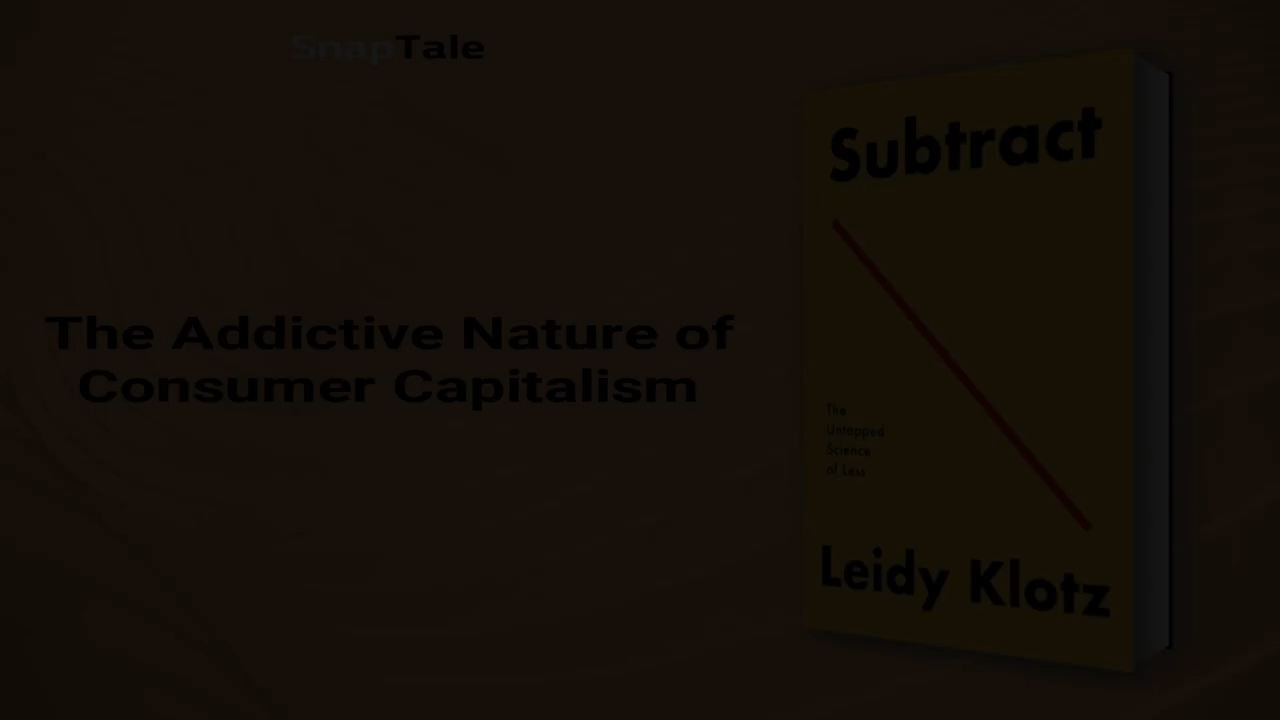 SnapTale
The Addictive Nature of
Consumer Capitalism
Subtract
The
Untapped
Science
of Less
Leidy Klotz